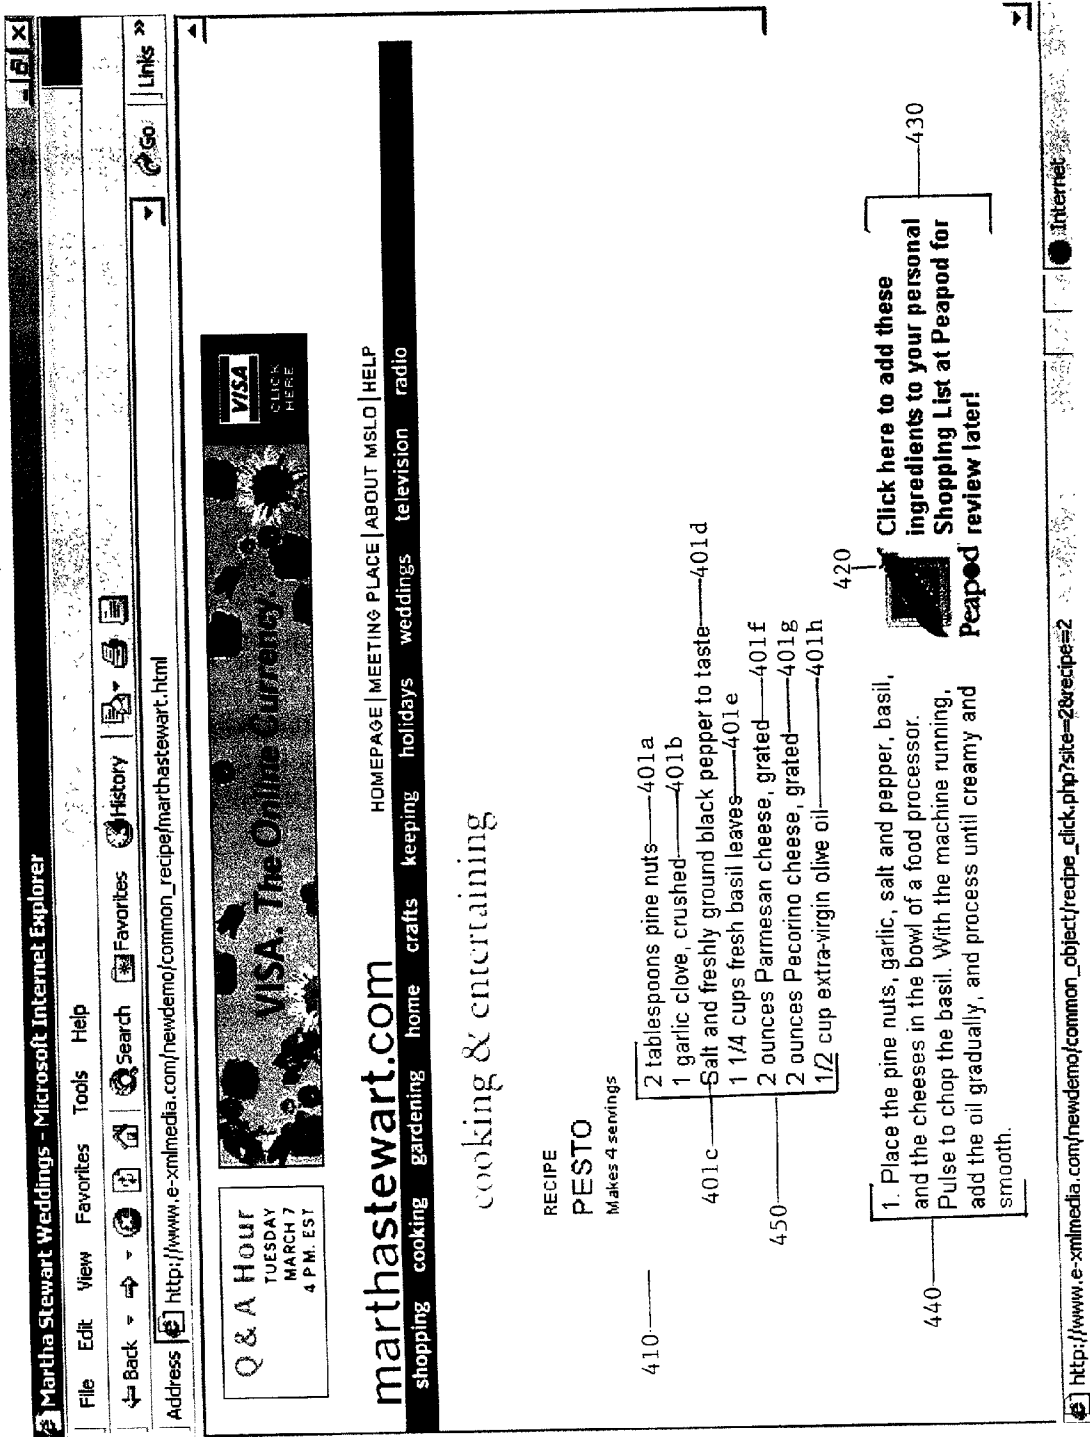 Martha Stewart Weddings - Microsoft Internet Explorer
File Edit View Favorites Tools Help
Back Search Favorites History
Address http://www.e-xmlmedia.com/newdemo/common_recipe/marthastewart.html Go Links »
Q & A Hour
TUESDAY
MARCH 7
4 P.M. EST
VISA. The Online Currency.
VISA
CLICK
HERE
marthastewart.com
HOMEPAGE | MEETING PLACE | ABOUT MSLO | HELP
shopping cooking gardening home crafts keeping holidays weddings television radio
cooking & entertaining
410
RECIPE
PESTO
Makes 4 servings
2 tablespoons pine nuts 401a
1 garlic clove, crushed 401b
401c Salt and freshly ground black pepper to taste 401d
1 1/4 cups fresh basil leaves 401e
2 ounces Parmesan cheese, grated 401f
450 2 ounces Pecorino cheese, grated 401g
1/2 cup extra-virgin olive oil 401h
440
1. Place the pine nuts, garlic, salt and pepper, basil,
and the cheeses in the bowl of a food processor.
Pulse to chop the basil. With the machine running,
add the oil gradually, and process until creamy and
smooth.
420
Peapod
Click here to add these
ingredients to your personal
Shopping List at Peapod for
review later!
430
http://www.e-xmlmedia.com/newdemo/common_object/recipe_click.php?site=2&recipe=2 Internet